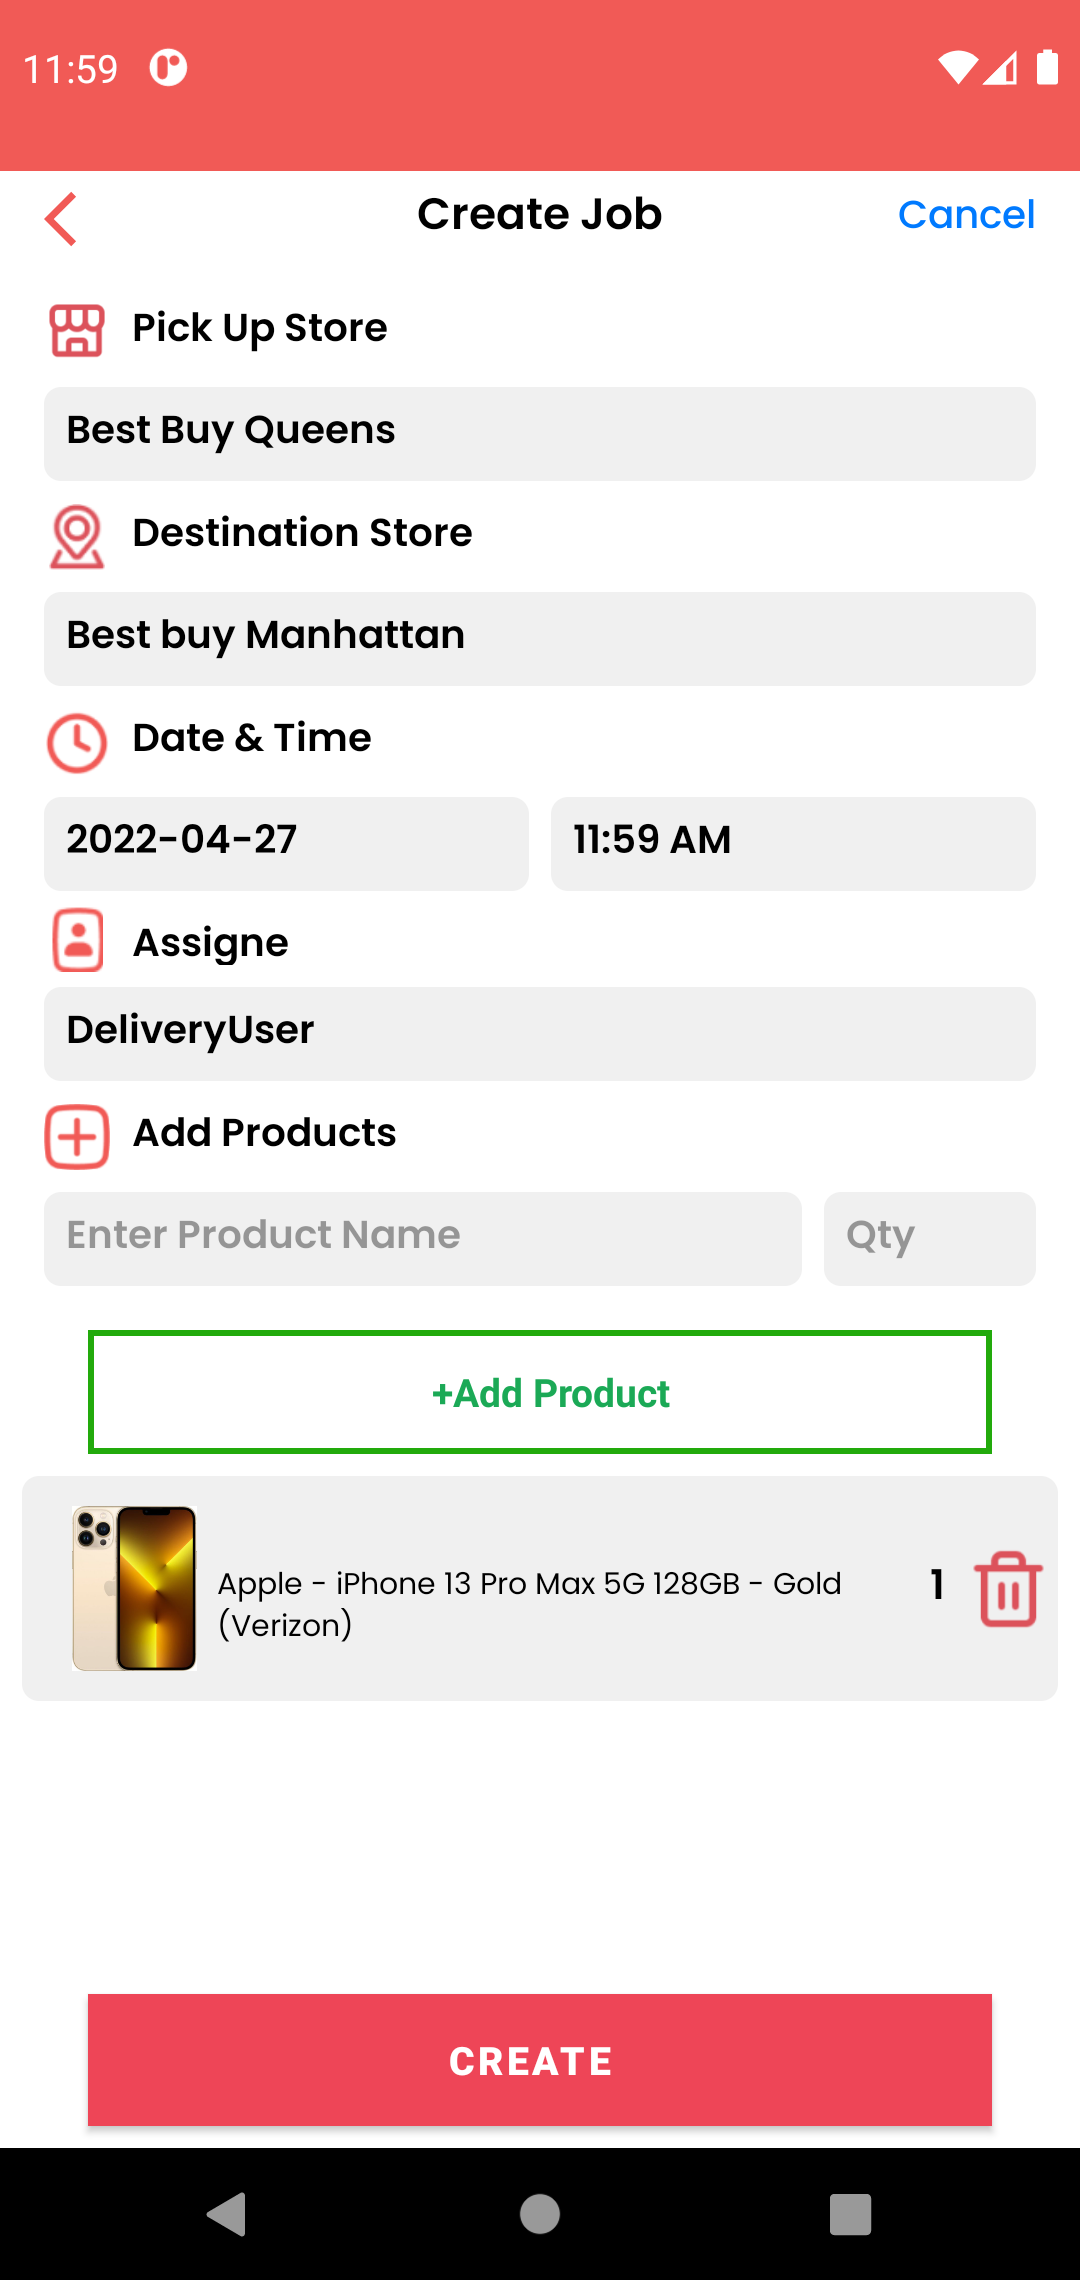 11:59
Create Job
Cancel
Pick Up Store
Best Buy Queens
Destination Store
Best buy Manhattan
Date & Time
2022-04-27
11:59 AM
Assigne
DeliveryUser
Add Products
Enter Product Name
Qty
+Add Product
Apple - iPhone 13 Pro Max 5G 128GB - Gold
(Verizon)
1
CREATE